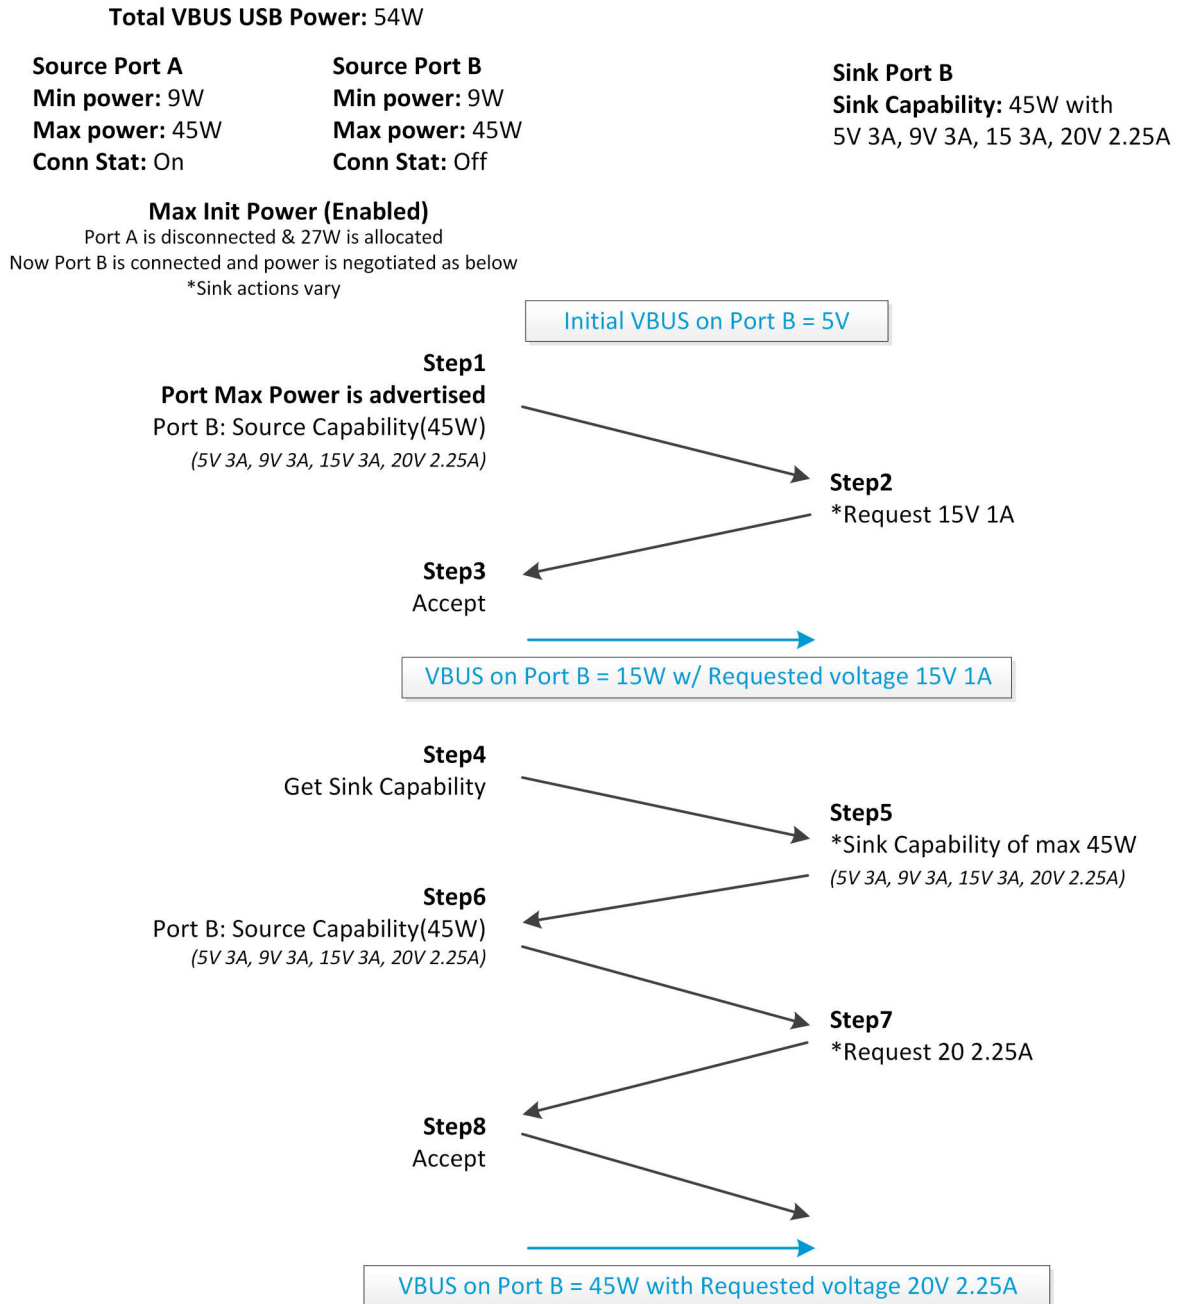 Total VBUS USB Power: 54W
Source Port A
Min power: 9W
Max power: 45W
Conn Stat: On
Source Port B
Min power: 9W
Max power: 45W
Conn Stat: Off
Sink Port B
Sink Capability: 45W with
5V 3A, 9V 3A, 15 3A, 20V 2.25A
Max Init Power (Enabled)
Port A is disconnected & 27W is allocated
Now Port B is connected and power is negotiated as below
*Sink actions vary
Initial VBUS on Port B = 5V
Step1
Port Max Power is advertised
Port B: Source Capability(45W)
(5V 3A, 9V 3A, 15V 3A, 20V 2.25A)
Step2
*Request 15V 1A
Step3
Accept
VBUS on Port B = 15W w/ Requested voltage 15V 1A
Step4
Get Sink Capability
Step5
*Sink Capability of max 45W
(5V 3A, 9V 3A, 15V 3A, 20V 2.25A)
Step6
Port B: Source Capability(45W)
(5V 3A, 9V 3A, 15V 3A, 20V 2.25A)
Step7
*Request 20 2.25A
Step8
Accept
VBUS on Port B = 45W with Requested voltage 20V 2.25A